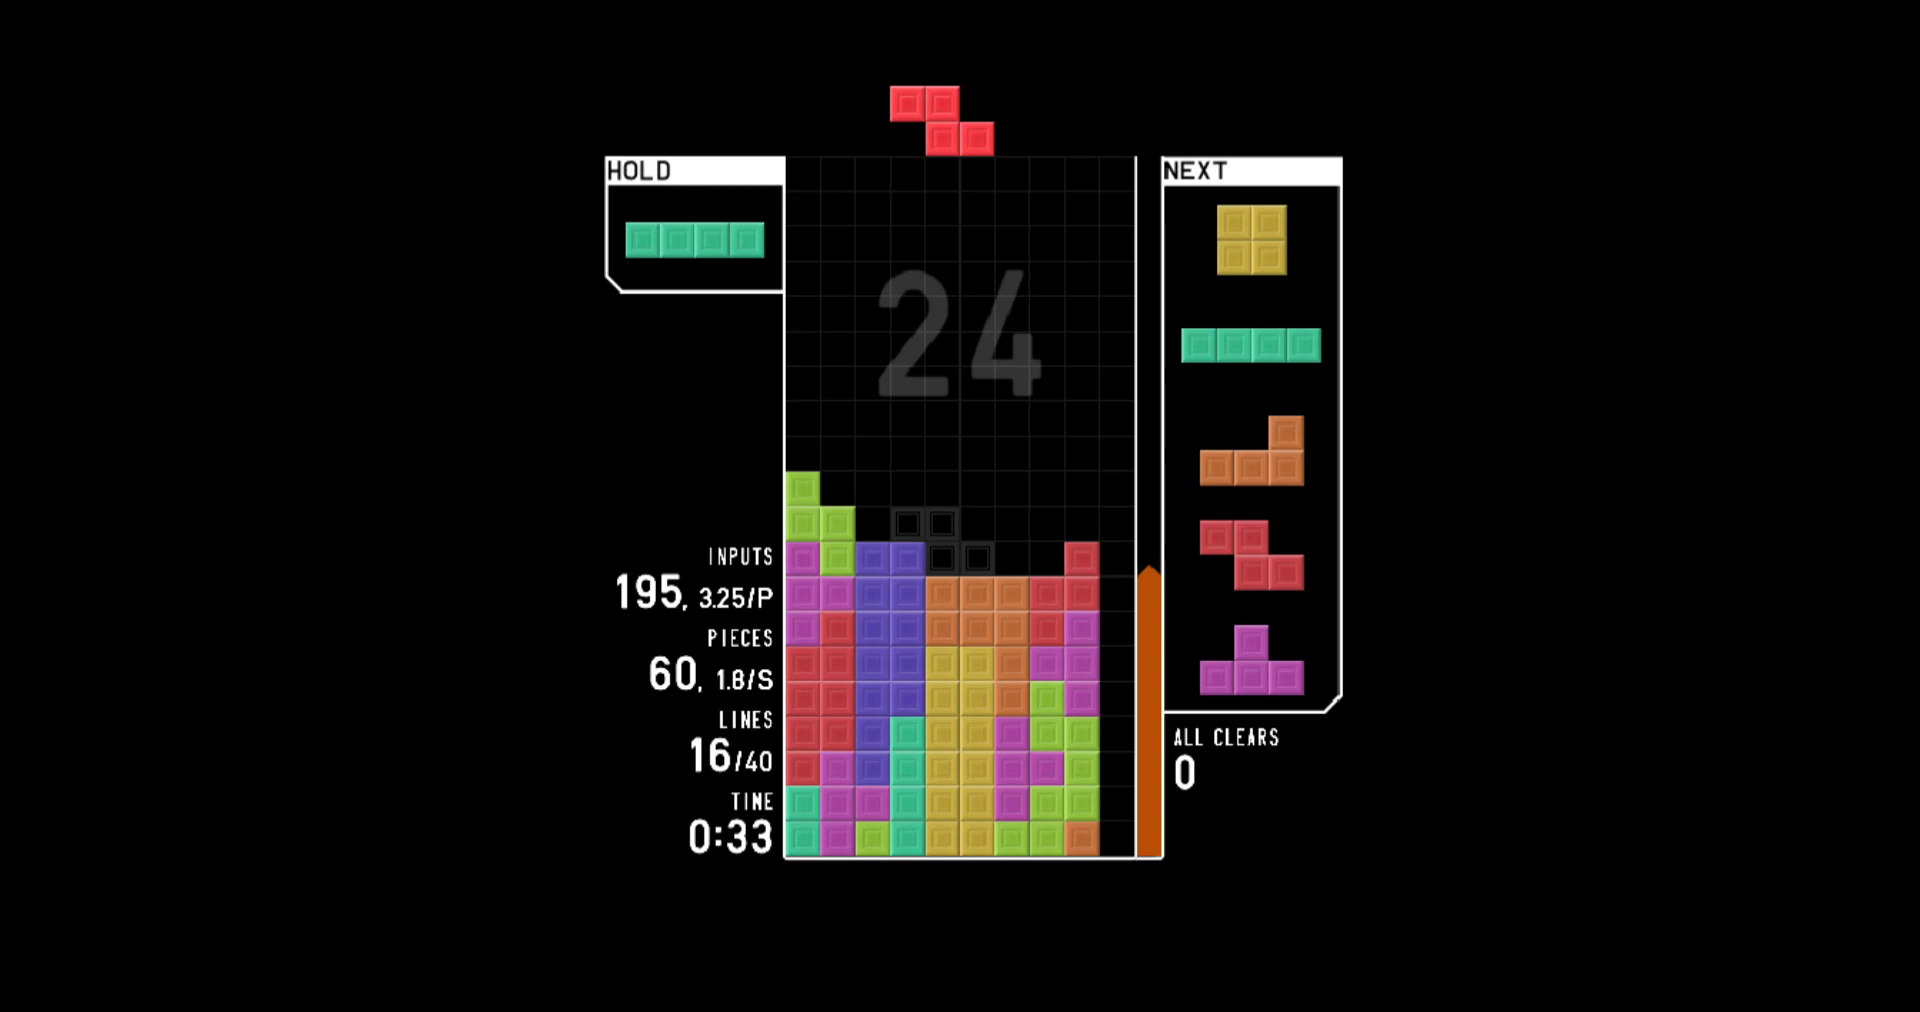 HOLD
NEXT
24
INPUTS
195, 3.25/P
PIECES
60, 1.8/S
LINES
16/40
TIME
0:33
ALL CLEARS
0